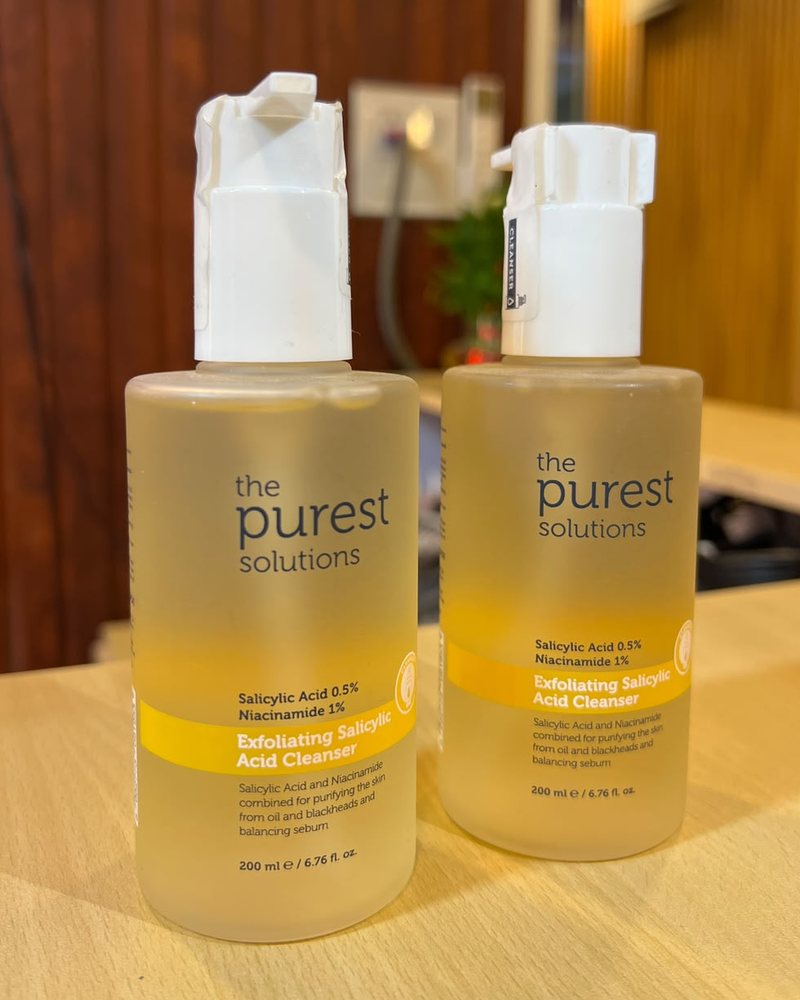 the
purest
solutions
Salicylic Acid 0.5%
Niacinamide 1%
Exfoliating Salicylic
Acid Cleanser
Salicylic Acid and Niacinamide
combined for purifying the skin
from oil and blackheads and
balancing sebum
200 ml ℮ / 6.76 fl. oz.
CLEANSER
the
purest
solutions
Salicylic Acid 0.5%
Niacinamide 1%
Exfoliating Salicylic
Acid Cleanser
Salicylic Acid and Niacinamide
combined for purifying the skin
from oil and blackheads and
balancing sebum
200 ml ℮ / 6.76 fl. oz.